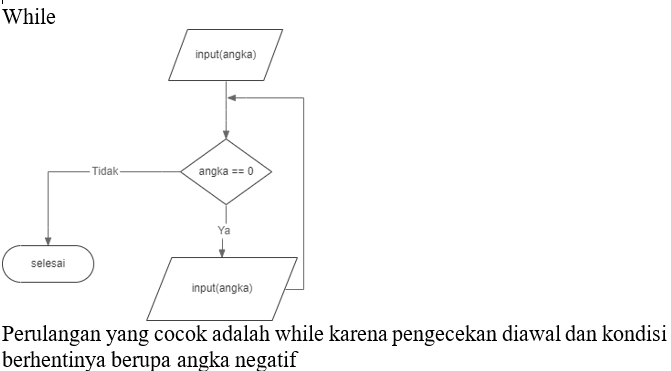 While
input(angka)
angka == 0
Tidak
Ya
selesai
input(angka)
Perulangan yang cocok adalah while karena pengecekan diawal dan kondisi
berhentinya berupa angka negatif